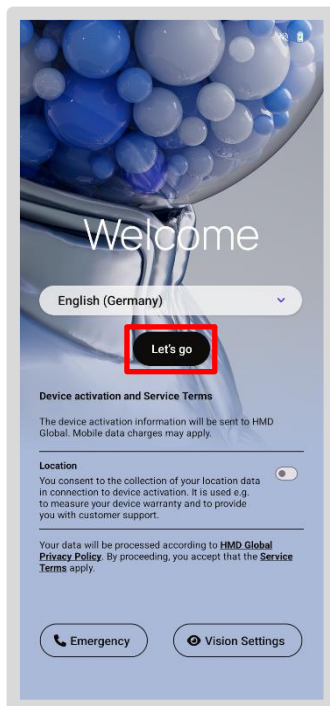 Welcome
English (Germany)
Let's go
Device activation and Service Terms
The device activation information will be sent to HMD
Global. Mobile data charges may apply.
Location
You consent to the collection of your location data
in connection to device activation. It is used e.g.
to measure your device warranty and to provide
you with customer support.
Your data will be processed according to HMD Global
Privacy Policy. By proceeding, you accept that the Service
Terms apply.
Emergency
Vision Settings